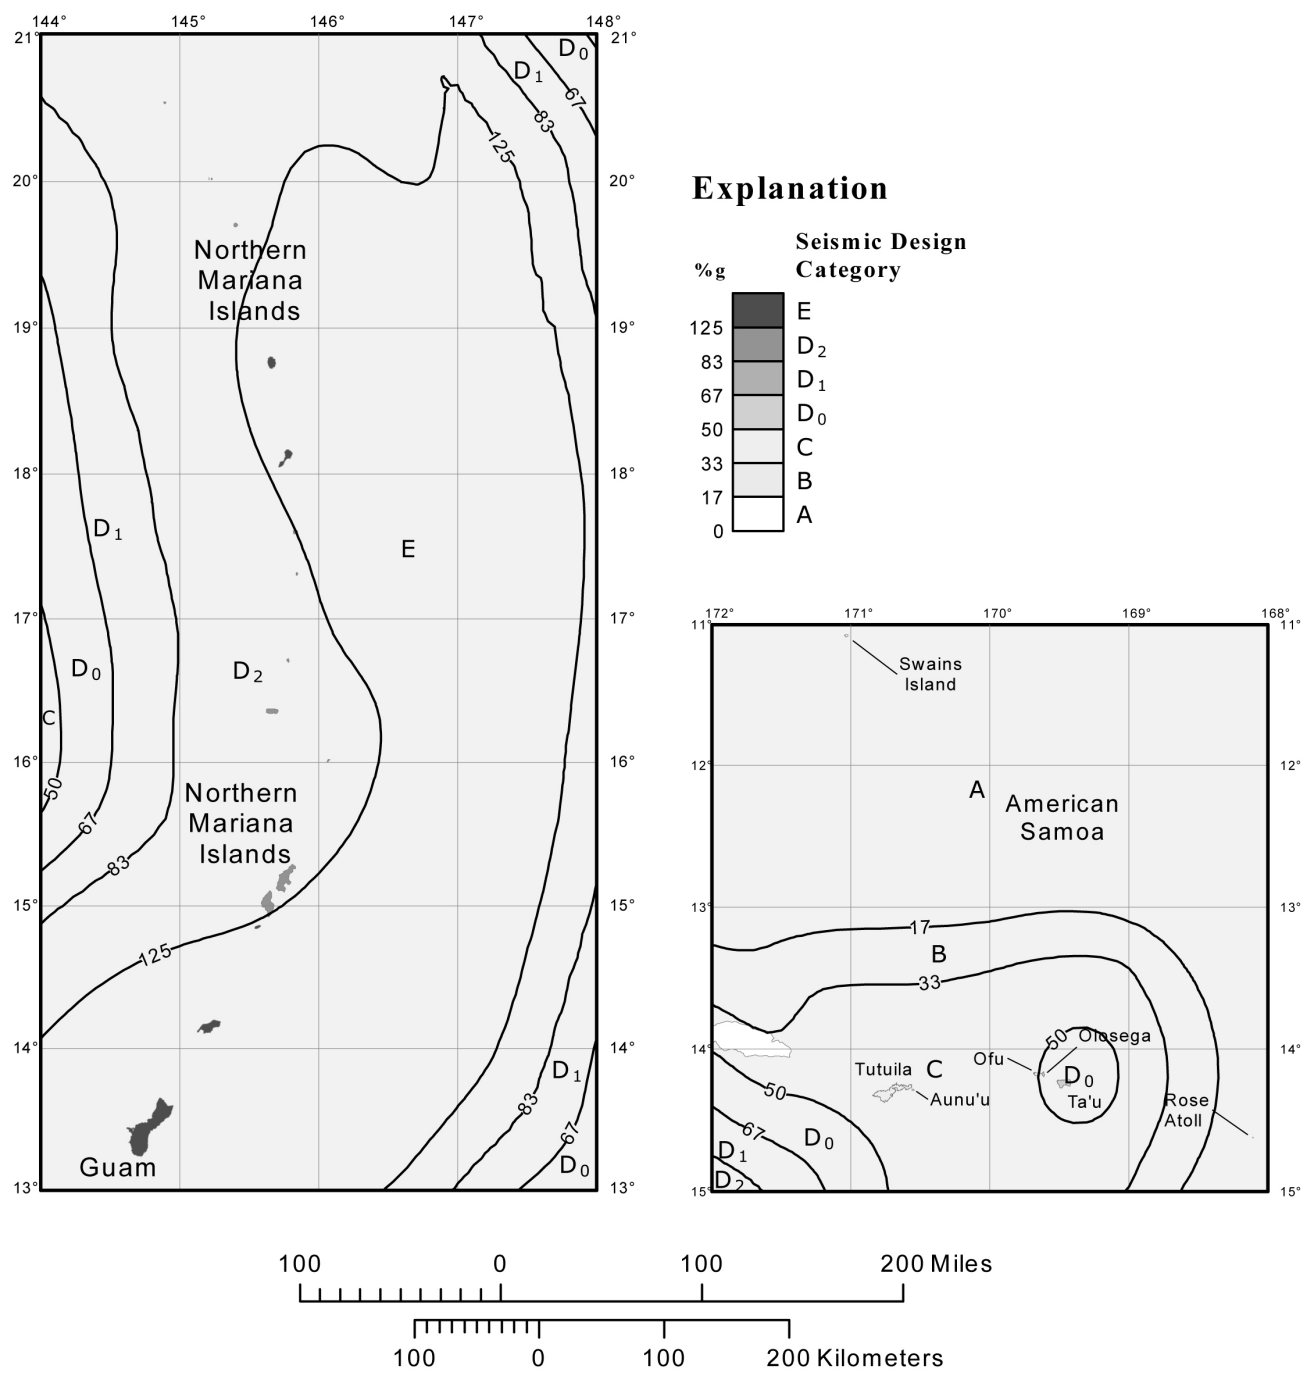 144° 145° 146° 147° 148°
21° 21°
D0
D1
67
83
125
20° 20°
Northern
Mariana
Islands
19° 19°
18° 18°
D1
E
17° 17°
D0
D2
C
16° 16°
50
Northern
Mariana
Islands
67
83
15° 15°
125
14° 14°
D1
83
67
Guam
D0
13° 13°
Explanation
Seismic Design
Category
%g
E
125
D2
83
D1
67
D0
50
C
33
B
17
A
0
172° 171° 170° 169° 168°
11° 11°
Swains
Island
12° 12°
A
American
Samoa
13° 13°
17
B
33
14° 14°
50
Olosega
Ofu
Tutuila
C
D0
Aunu'u
Ta'u
Rose
Atoll
50
67
D0
D1
D2
15° 15°
100 0 100 200 Miles
100 0 100 200 Kilometers